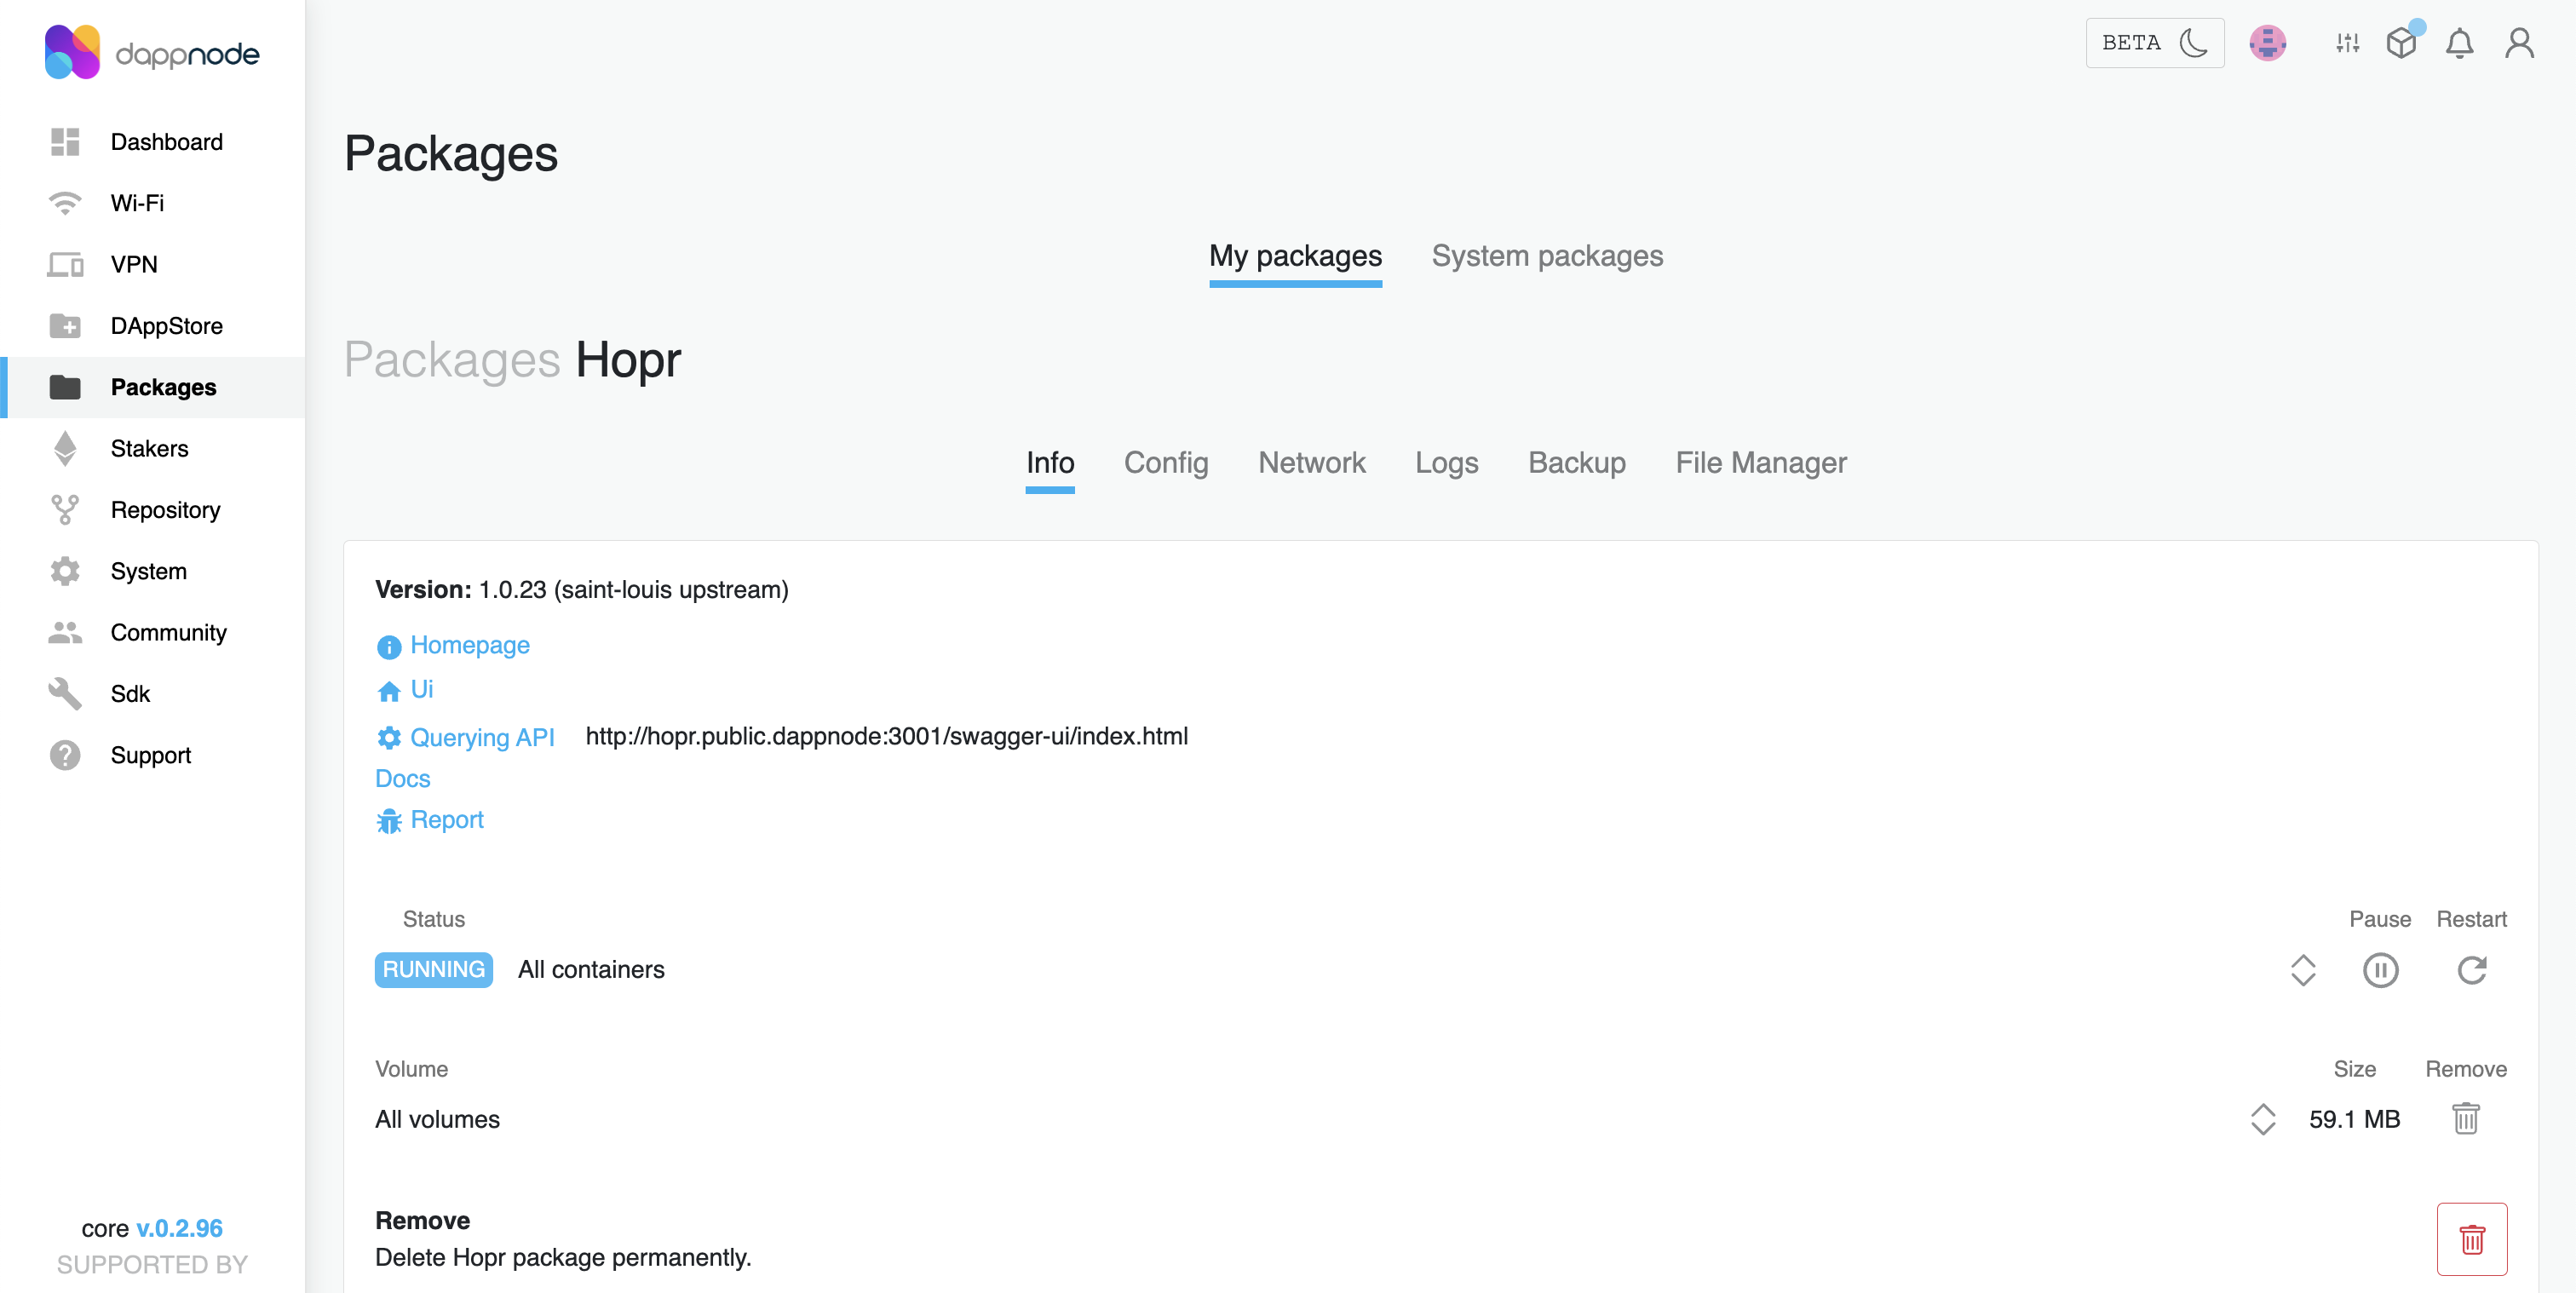 dappnode
BETA
Dashboard
Wi-Fi
VPN
DAppStore
Packages
Stakers
Repository
System
Community
Sdk
Support
core v.0.2.96
SUPPORTED BY
Packages
My packages System packages
Packages Hopr
Info Config Network Logs Backup File Manager
Version: 1.0.23 (saint-louis upstream)
Homepage
Ui
Querying API http://hopr.public.dappnode:3001/swagger-ui/index.html
Docs
Report
Status Pause Restart
RUNNING All containers
Volume Size Remove
All volumes 59.1 MB
Remove
Delete Hopr package permanently.